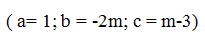 ( a= 1; b = -2m; c = m-3)